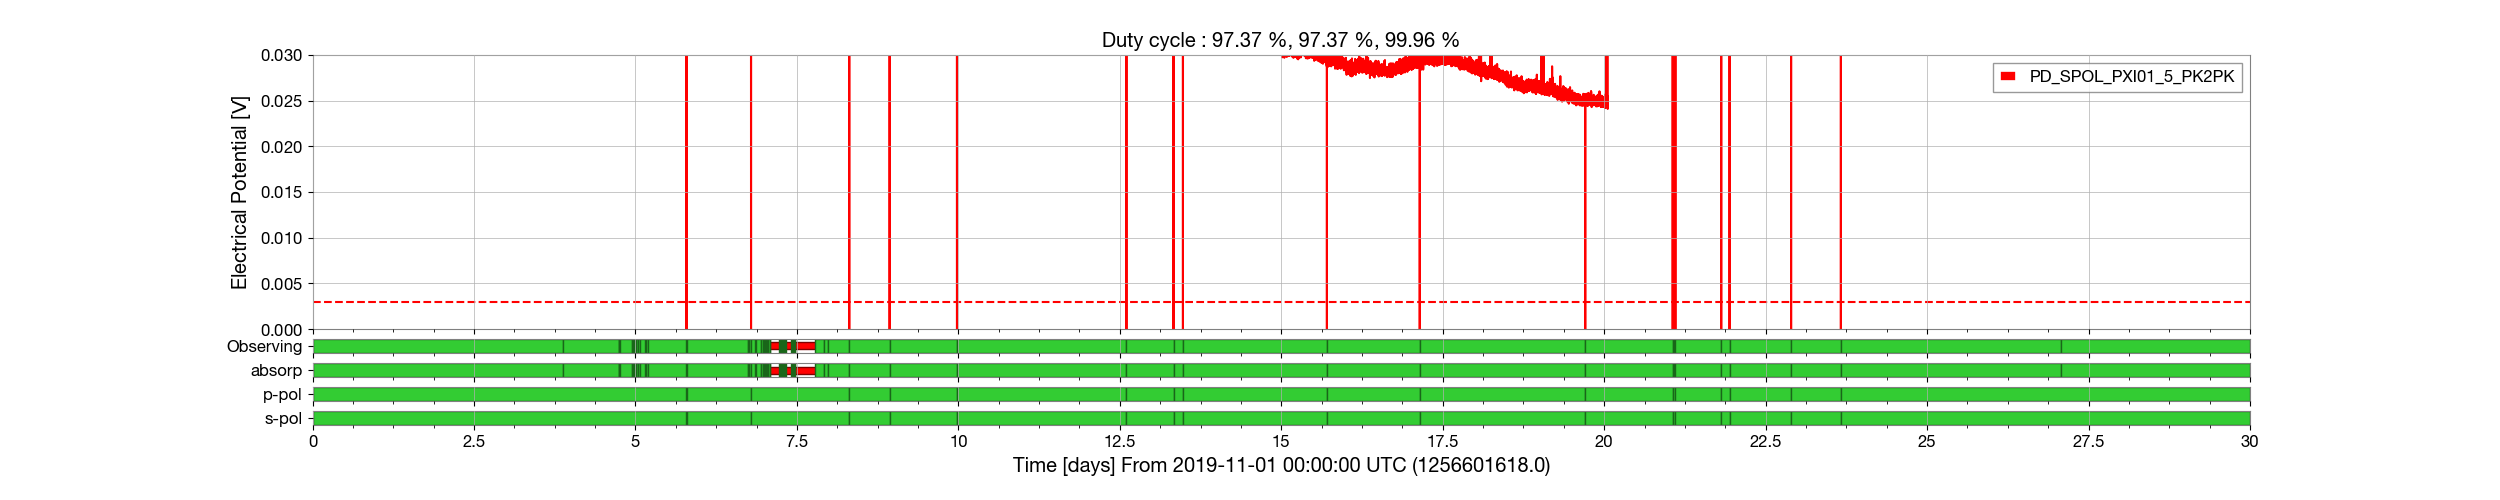 Duty cycle : 97.37 %, 97.37 %, 99.96 %
0.030
0.025
0.020
0.015
0.010
0.005
0.000
Electrical Potential [V]
PD_SPOL_PXI01_5_PK2PK
Observing
absorp
p-pol
s-pol
0 2.5 5 7.5 10 12.5 15 17.5 20 22.5 25 27.5 30
Time [days] From 2019-11-01 00:00:00 UTC (1256601618.0)